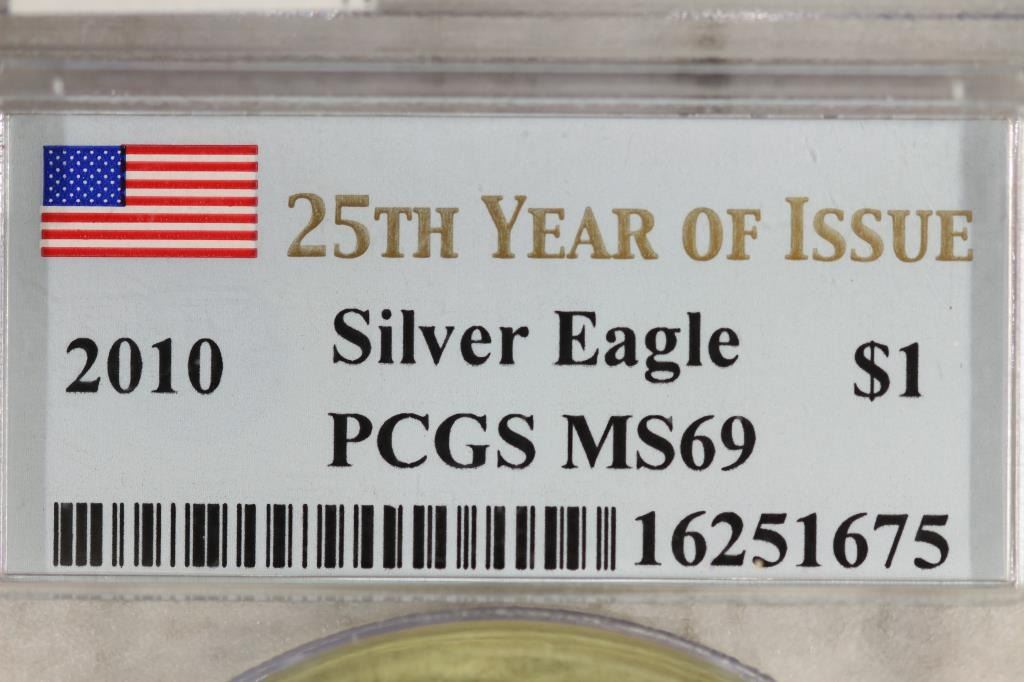 25TH YEAR OF ISSUE
2010 Silver Eagle $1
PCGS MS69
16251675